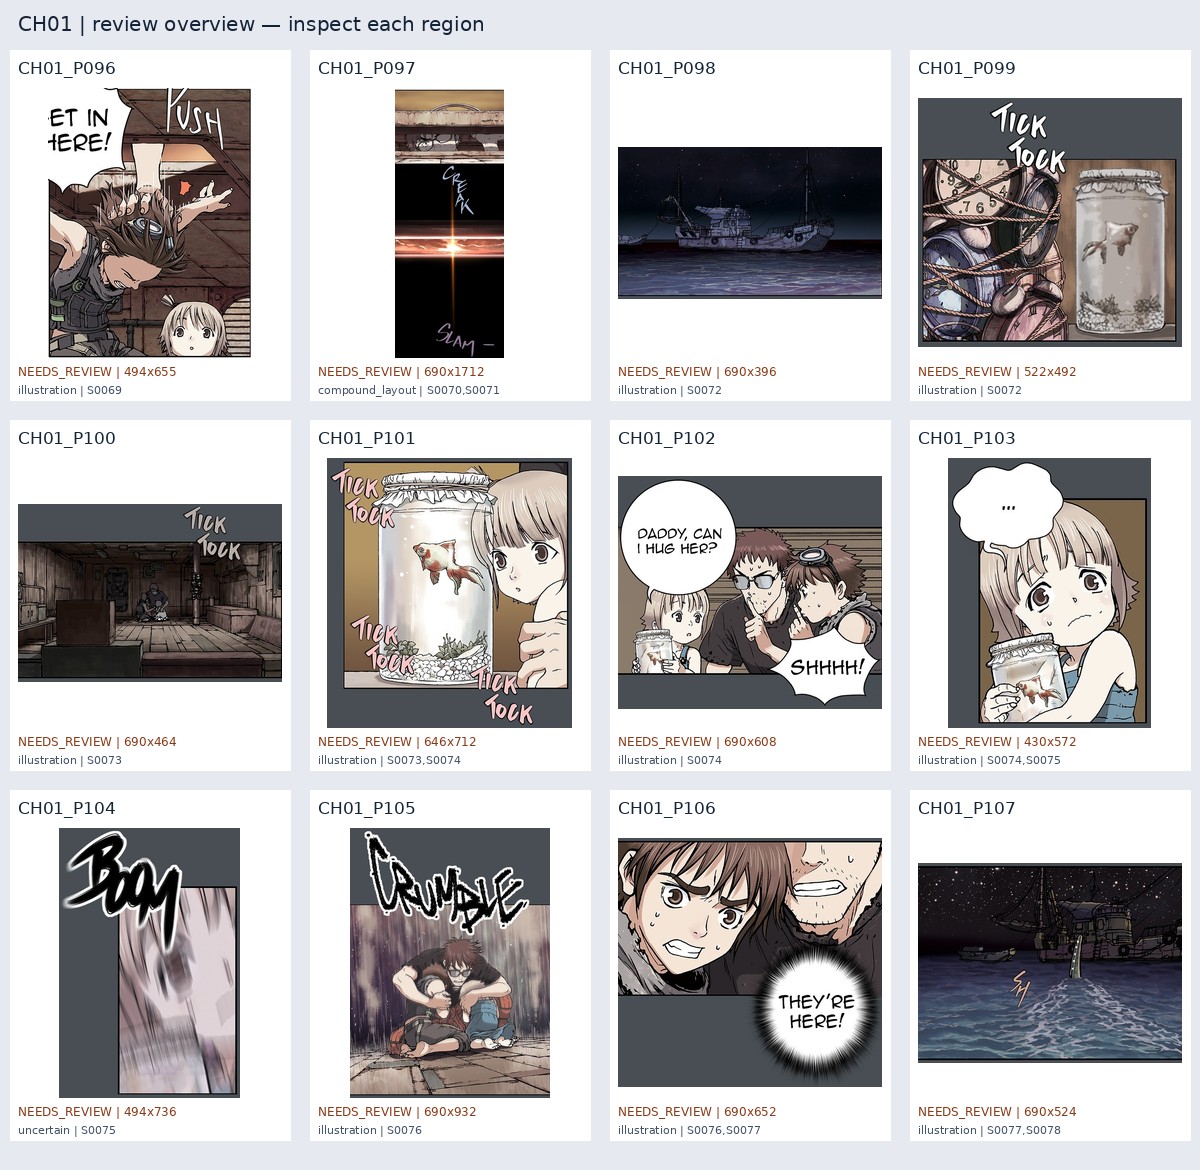 CH01 | review overview — inspect each region
CH01_P096
ET IN
HERE!
PUSH
NEEDS_REVIEW | 494x655
illustration | S0069
CH01_P097
CREAK
SLAM —
NEEDS_REVIEW | 690x1712
compound_layout | S0070,S0071
CH01_P098
NEEDS_REVIEW | 690x396
illustration | S0072
CH01_P099
TICK
TOCK
NEEDS_REVIEW | 522x492
illustration | S0072
CH01_P100
TICK
TOCK
NEEDS_REVIEW | 690x464
illustration | S0073
CH01_P101
TICK
TOCK
TICK
TOCK
TICK
TOCK
NEEDS_REVIEW | 646x712
illustration | S0073,S0074
CH01_P102
DADDY, CAN
I HUG HER?
SHHHH!
NEEDS_REVIEW | 690x608
illustration | S0074
CH01_P103
...
NEEDS_REVIEW | 430x572
illustration | S0074,S0075
CH01_P104
BOOM
NEEDS_REVIEW | 494x736
uncertain | S0075
CH01_P105
CRUMBLE
NEEDS_REVIEW | 690x932
illustration | S0076
CH01_P106
THEY'RE
HERE!
NEEDS_REVIEW | 690x652
illustration | S0076,S0077
CH01_P107
SH
NEEDS_REVIEW | 690x524
illustration | S0077,S0078